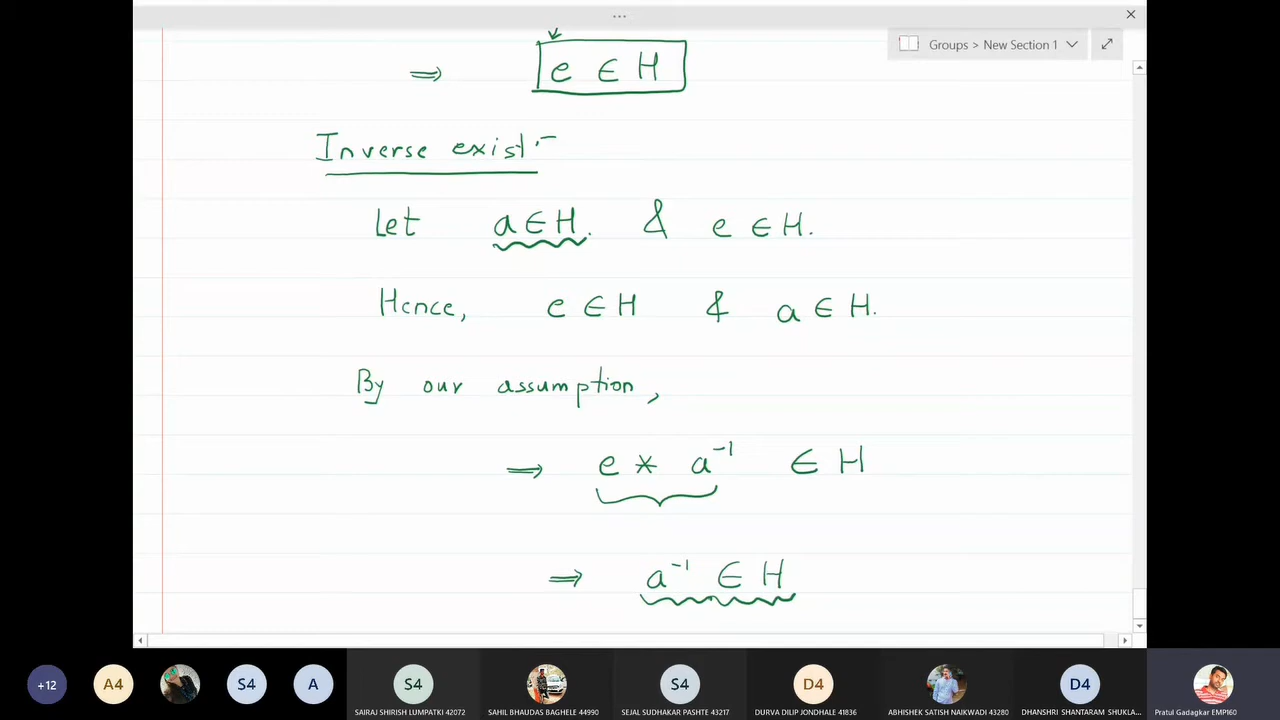 ...
Groups > New Section 1
⇒ e ∈ H
Inverse exist :-
Let a ∈ H. & e ∈ H.
Hence, e ∈ H & a ∈ H.
By our assumption,
⇒ e * a⁻¹ ∈ H
⇒ a⁻¹ ∈ H
+12 A4 S4 A S4 S4 D4 D4
SAIRAJ SHIRISH LUMPATKI 42072
SAHIL BHAUDAS BAGHELE 44990
SEJAL SUDHAKAR PASHTE 43217
DURVA DILIP JONDHALE 41836
ABHISHEK SATISH NAIKWADI 43280
DHANSHRI SHANTARAM SHUKLA...
Pratul Gadagkar EMP160